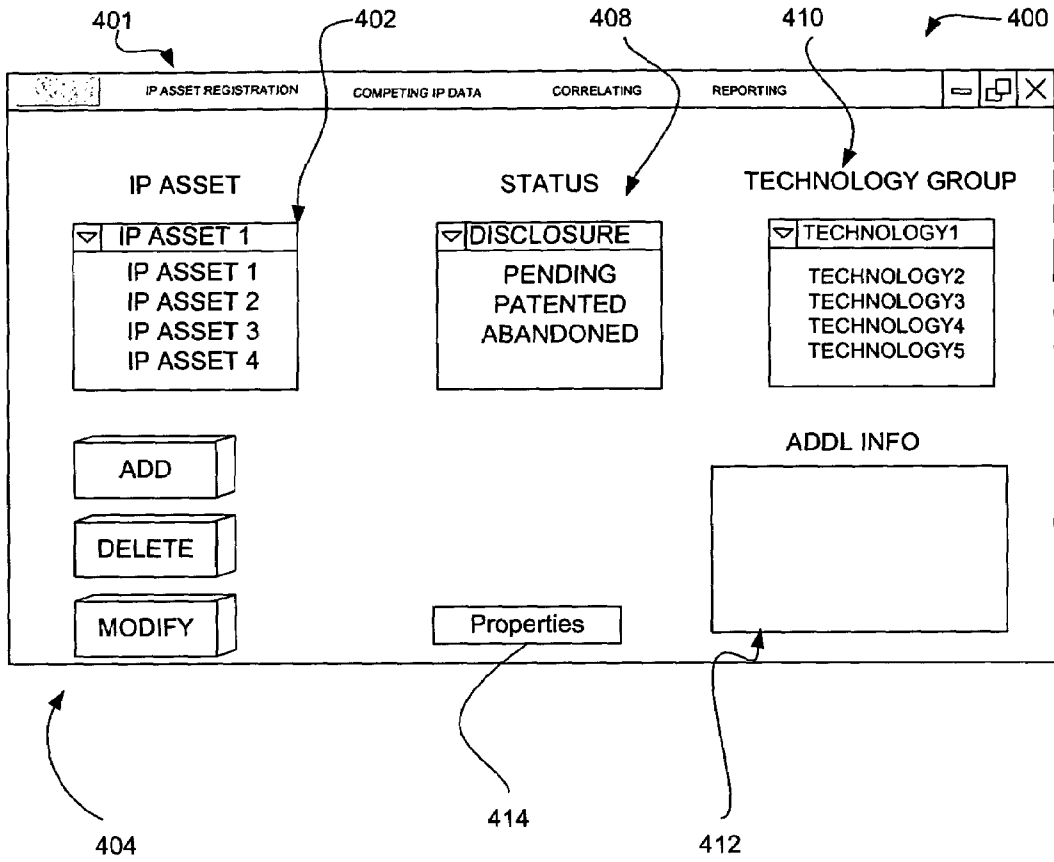 401
402
408
410
400
IP ASSET REGISTRATION
COMPETING IP DATA
CORRELATING
REPORTING
IP ASSET
STATUS
TECHNOLOGY GROUP
IP ASSET 1
IP ASSET 1
IP ASSET 2
IP ASSET 3
IP ASSET 4
DISCLOSURE
PENDING
PATENTED
ABANDONED
TECHNOLOGY1
TECHNOLOGY2
TECHNOLOGY3
TECHNOLOGY4
TECHNOLOGY5
ADD
DELETE
MODIFY
Properties
ADDL INFO
404
414
412